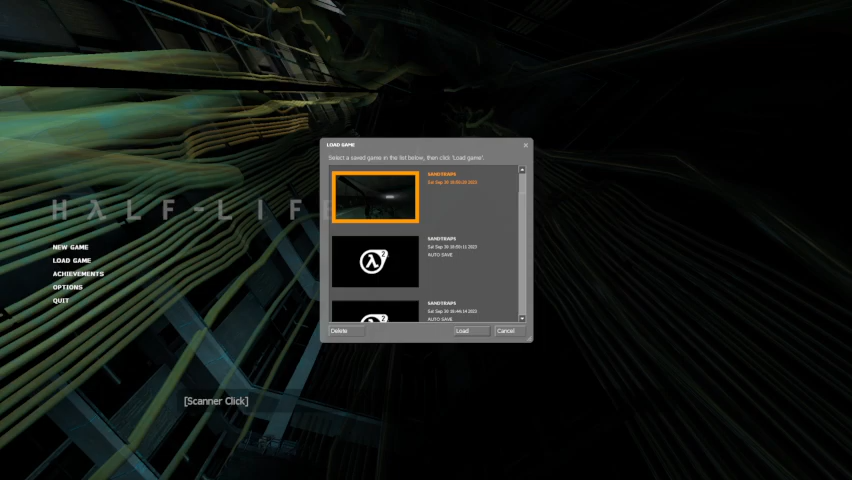 LOAD GAME
Select a saved game in the list below, then click 'Load game'.
SANDTRAPS
HALF-LIFE
SANDTRAPS
NEW GAME
AUTO SAVE
LOAD GAME
ACHIEVEMENTS
OPTIONS
QUIT
SANDTRAPS
AUTO SAVE
Delete
Load
Cancel
[Scanner Click]